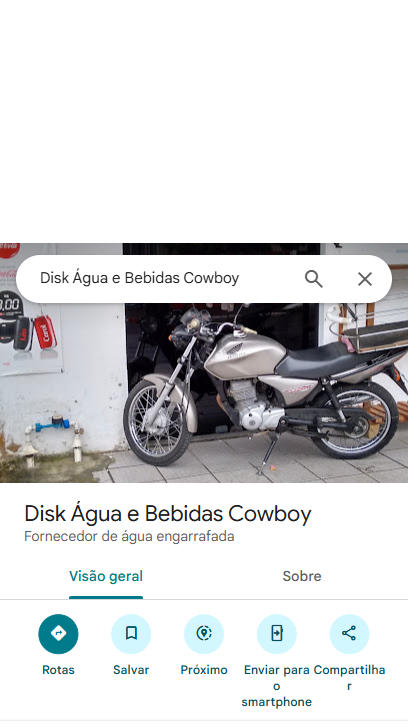 Disk Água e Bebidas Cowboy
Disk Água e Bebidas Cowboy
Fornecedor de água engarrafada
Visão geral
Sobre
Rotas
Salvar
Próximo
Enviar para
o
smartphone
Compartilha
r